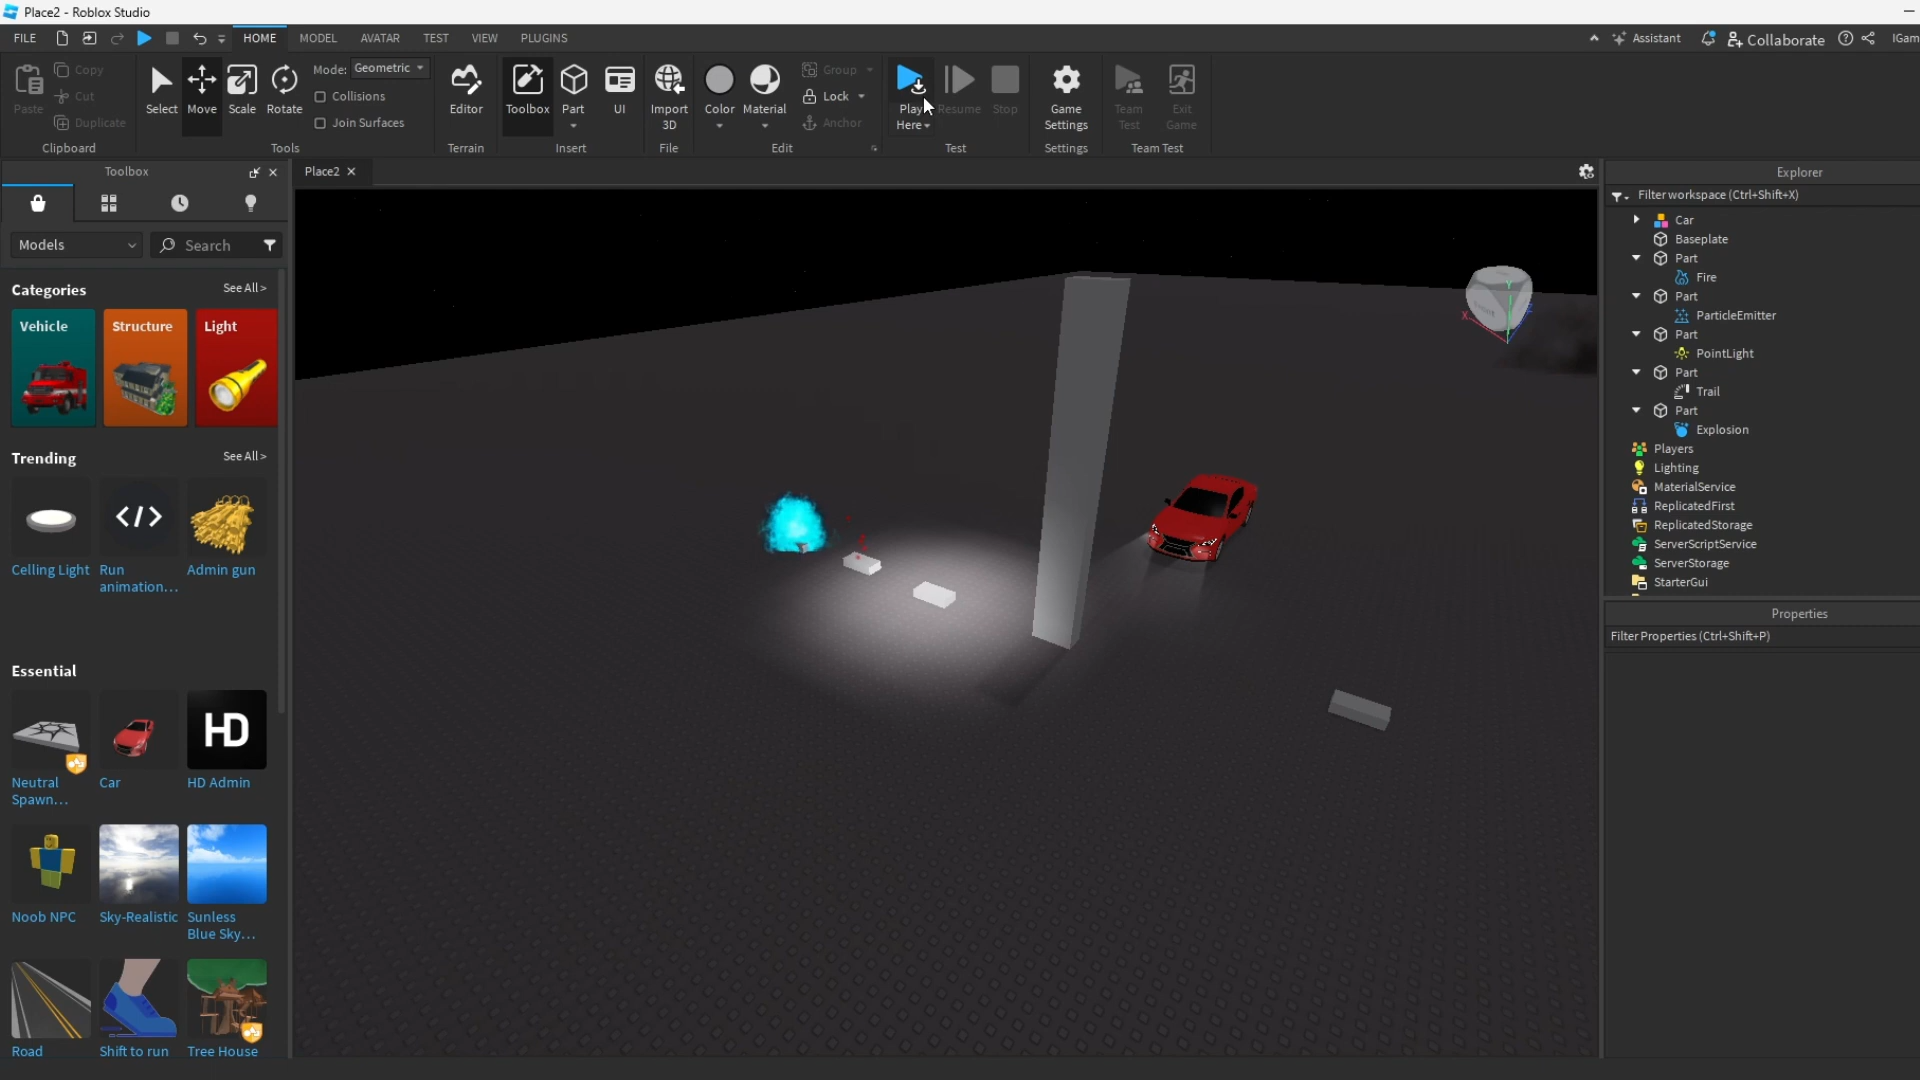 Place2 - Roblox Studio
FILE
HOME
MODEL
AVATAR
TEST
VIEW
PLUGINS
Assistant
Collaborate
IGam
Paste
Copy
Cut
Duplicate
Clipboard
Select
Move
Scale
Rotate
Mode: Geometric
Collisions
Join Surfaces
Tools
Editor
Terrain
Toolbox
Part
UI
Insert
Import
3D
File
Color
Material
Group
Lock
Anchor
Edit
Play
Here
Resume
Stop
Test
Game
Settings
Settings
Team
Test
Exit
Game
Team Test
Toolbox
Models
Search
Categories
See All >
Vehicle
Structure
Light
Trending
See All >
Celling Light
Run
animation...
Admin gun
Essential
Neutral
Spawn...
Car
HD
HD Admin
Noob NPC
Sky-Realistic
Sunless
Blue Sky...
Road
Shift to run
Tree House
Place2
Y
X
Explorer
Filter workspace (Ctrl+Shift+X)
Car
Baseplate
Part
Fire
Part
ParticleEmitter
Part
PointLight
Part
Trail
Part
Explosion
Players
Lighting
MaterialService
ReplicatedFirst
ReplicatedStorage
ServerScriptService
ServerStorage
StarterGui
Properties
Filter Properties (Ctrl+Shift+P)